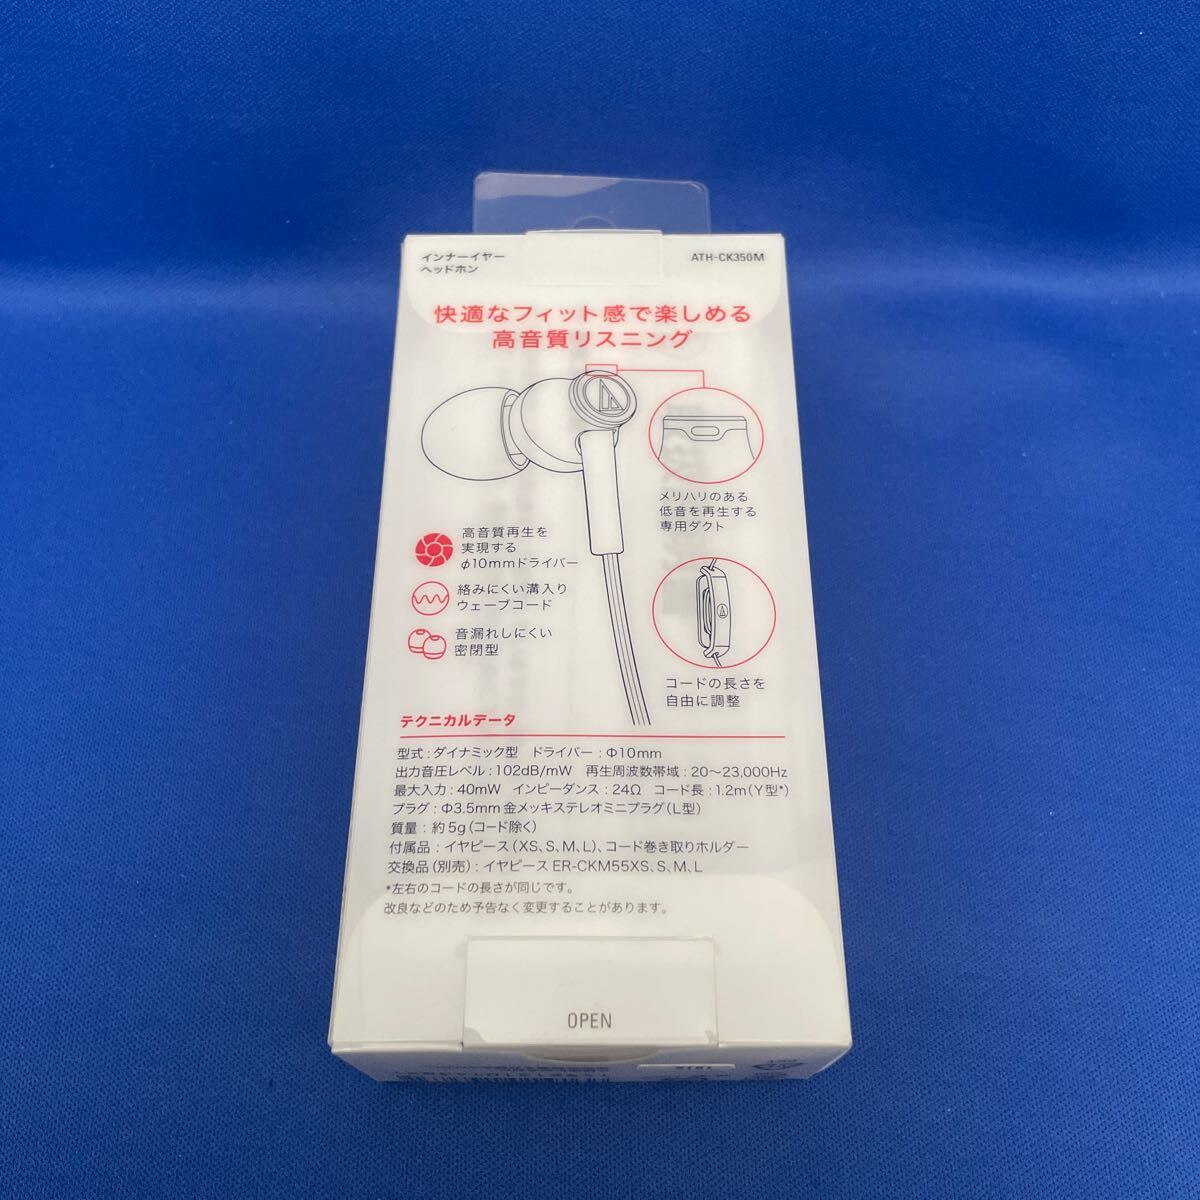 インナーイヤー
ヘッドホン
ATH-CK350M
快適なフィット感で楽しめる
高音質リスニング
メリハリのある
低音を再生する
専用ダクト
高音質再生を
実現する
φ10mmドライバー
絡みにくい溝入り
ウェーブコード
音漏れしにくい
密閉型
コードの長さを
自由に調整
テクニカルデータ
型式：ダイナミック型　ドライバー：Φ10mm
出力音圧レベル：102dB/mW　再生周波数帯域：20～23,000Hz
最大入力：40mW　インピーダンス：24Ω　コード長：1.2m（Y型*）
プラグ：Φ3.5mm金メッキステレオミニプラグ（L型）
質量：約5g（コード除く）
付属品：イヤピース（XS、S、M、L）、コード巻き取りホルダー
交換品（別売）：イヤピース ER-CKM55XS、S、M、L
*左右のコードの長さが同じです。
改良などのため予告なく変更することがあります。
OPEN